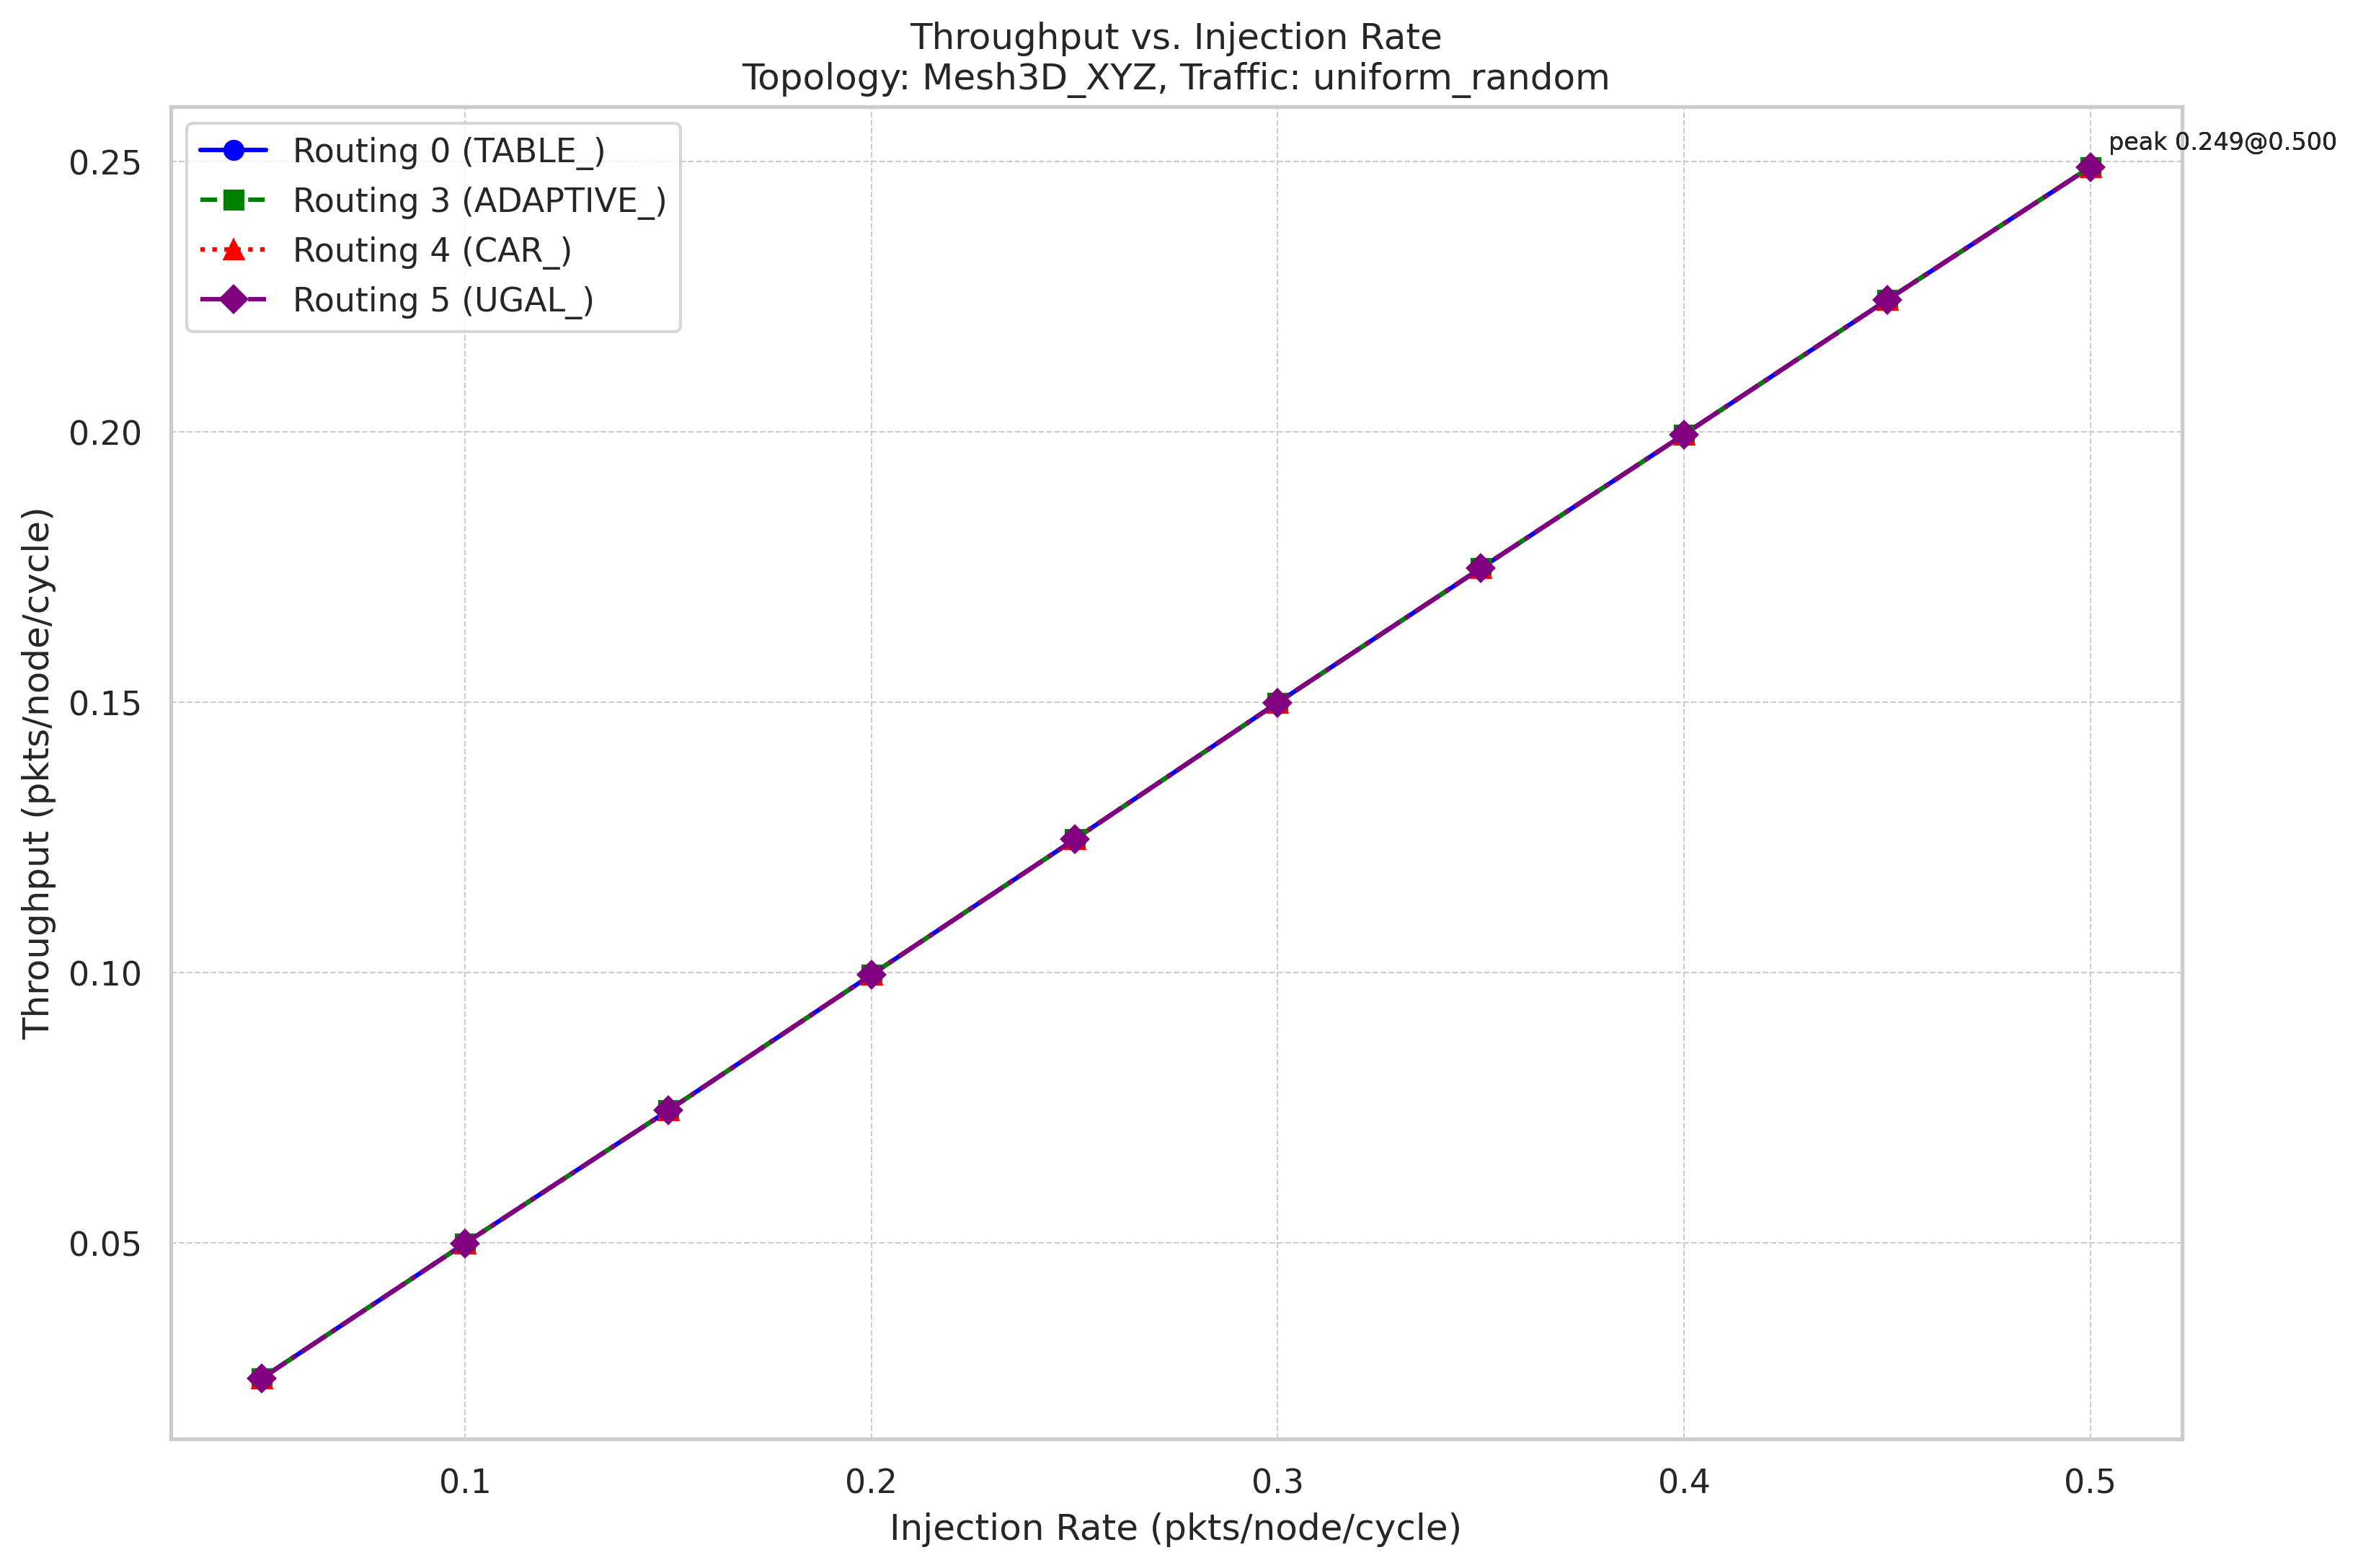 Throughput vs. Injection Rate
Topology: Mesh3D_XYZ, Traffic: uniform_random
Routing 0 (TABLE_)
Routing 3 (ADAPTIVE_)
Routing 4 (CAR_)
Routing 5 (UGAL_)
peak 0.249@0.500
Throughput (pkts/node/cycle)
0.25
0.20
0.15
0.10
0.05
0.1
0.2
0.3
0.4
0.5
Injection Rate (pkts/node/cycle)